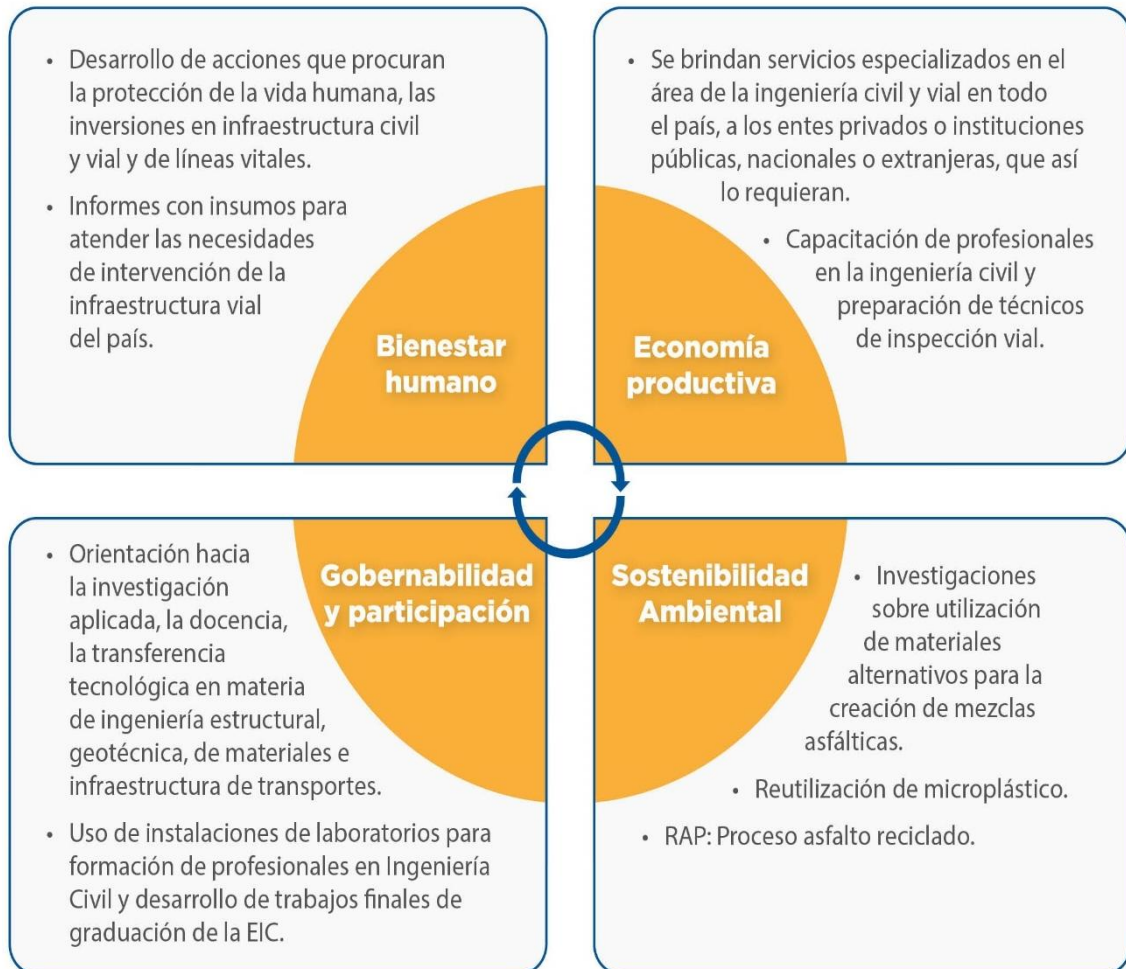 • Desarrollo de acciones que procuran
la protección de la vida humana, las
inversiones en infraestructura civil
y vial y de líneas vitales.
• Informes con insumos para
atender las necesidades
de intervención de la
infraestructura vial
del país.
Bienestar
humano
• Se brindan servicios especializados en el
área de la ingeniería civil y vial en todo
el país, a los entes privados o instituciones
públicas, nacionales o extranjeras, que así
lo requieran.
• Capacitación de profesionales
en la ingeniería civil y
preparación de técnicos
de inspección vial.
Economía
productiva
• Orientación hacia
la investigación
aplicada, la docencia,
la transferencia
tecnológica en materia
de ingeniería estructural,
geotécnica, de materiales e
infraestructura de transportes.
• Uso de instalaciones de laboratorios para
formación de profesionales en Ingeniería
Civil y desarrollo de trabajos finales de
graduación de la EIC.
Gobernabilidad
y participación
Sostenibilidad
Ambiental
• Investigaciones
sobre utilización
de materiales
alternativos para la
creación de mezclas
asfálticas.
• Reutilización de microplástico.
• RAP: Proceso asfalto reciclado.